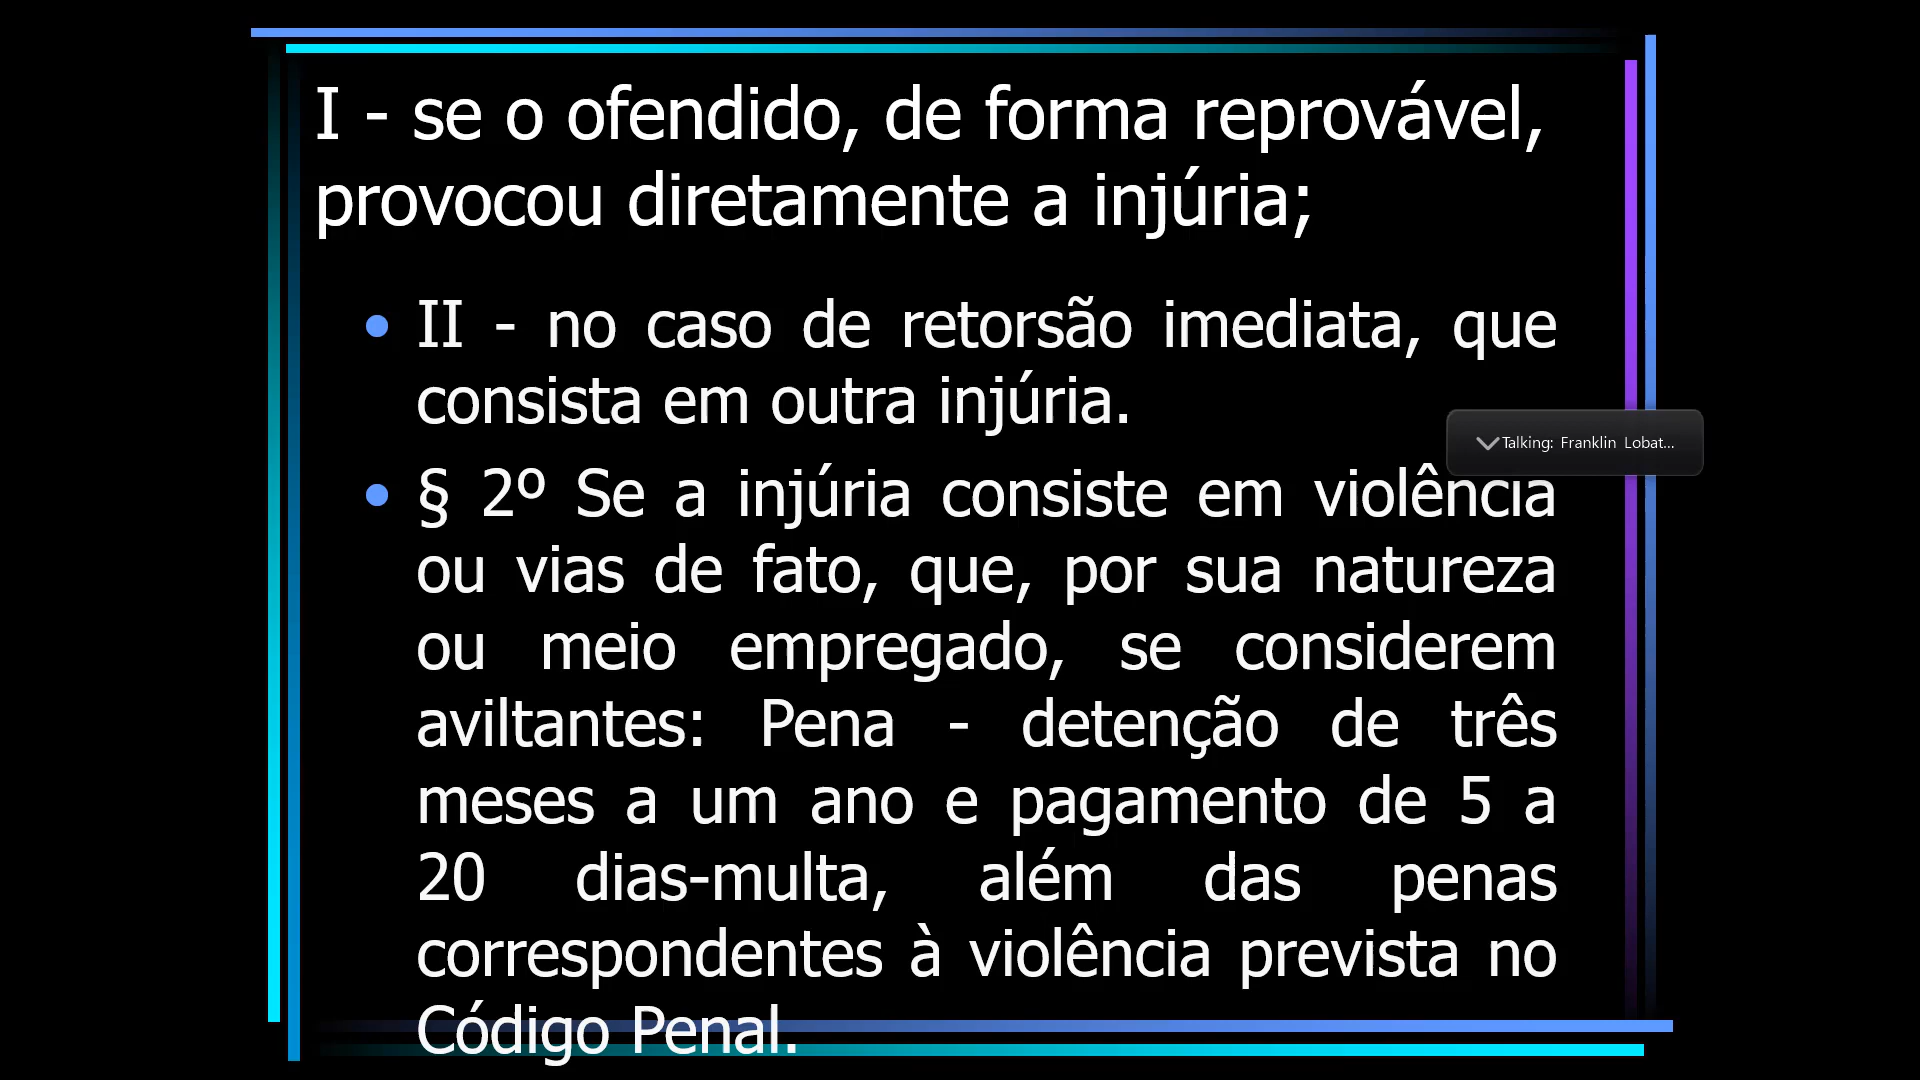 I - se o ofendido, de forma reprovável,
provocou diretamente a injúria;
• II - no caso de retorsão imediata, que
consista em outra injúria.
Talking: Franklin Lobat...
• § 2º Se a injúria consiste em violência
ou vias de fato, que, por sua natureza
ou meio empregado, se considerem
aviltantes: Pena - detenção de três
meses a um ano e pagamento de 5 a
20 dias-multa, além das penas
correspondentes à violência prevista no
Código Penal.